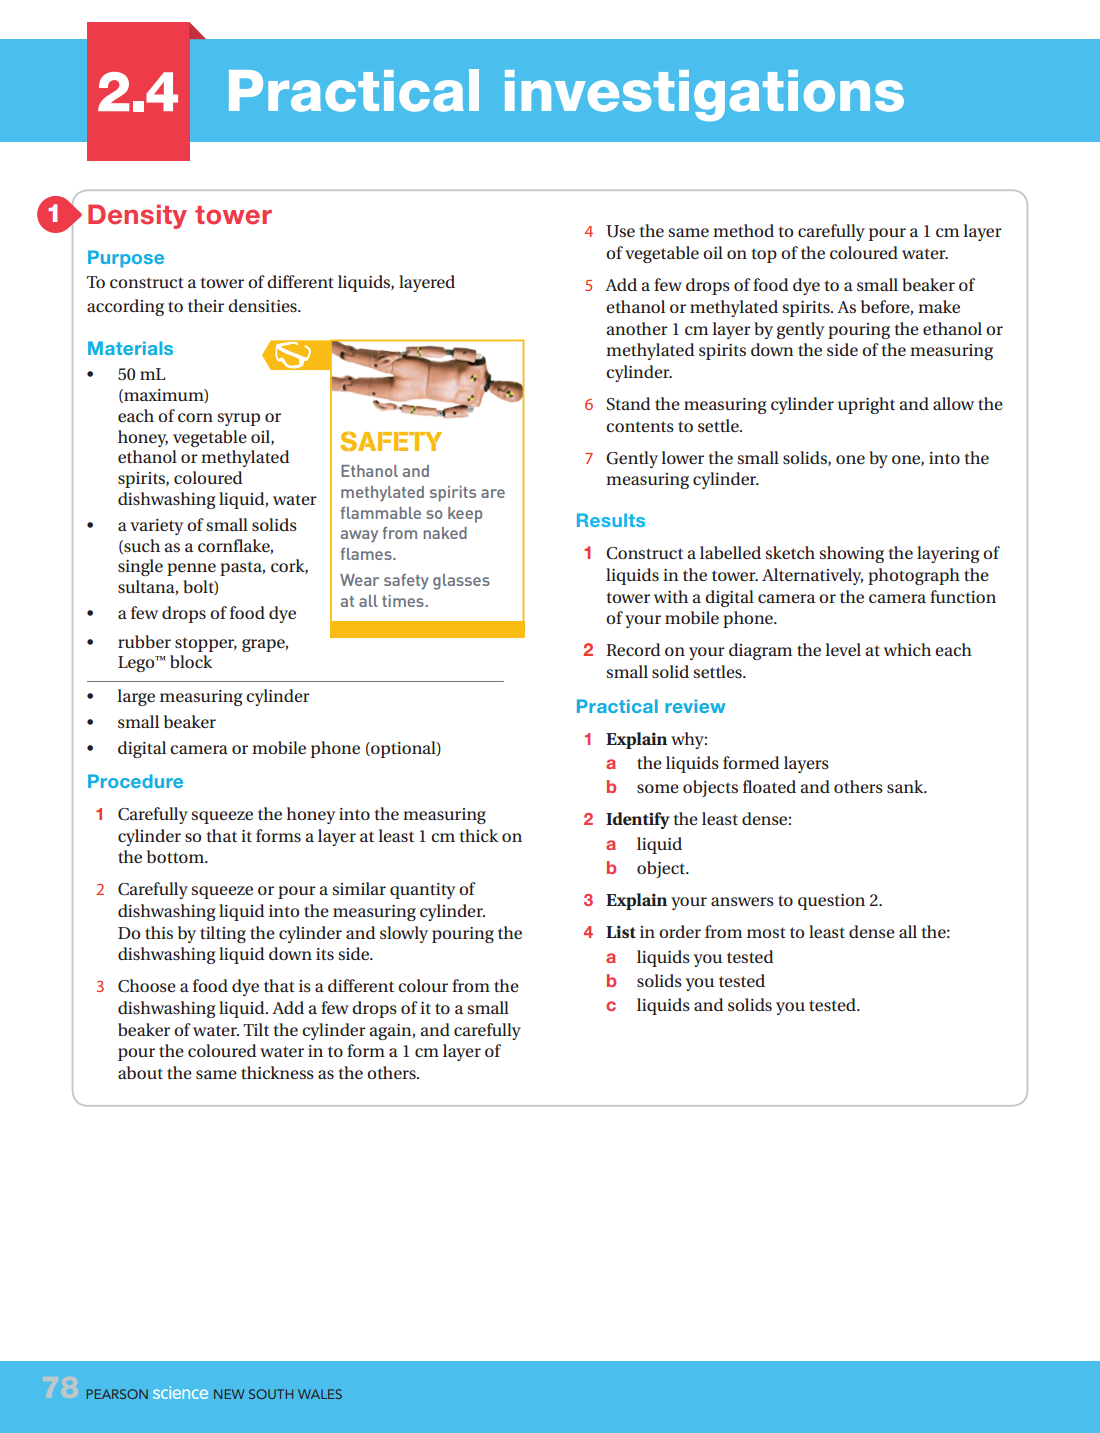 2.4 Practical investigations
1 Density tower
Purpose
To construct a tower of different liquids, layered
according to their densities.
Materials
• 50 mL
(maximum)
each of corn syrup or
honey, vegetable oil,
ethanol or methylated
spirits, coloured
dishwashing liquid, water
• a variety of small solids
(such as a cornflake,
single penne pasta, cork,
sultana, bolt)
• a few drops of food dye
• rubber stopper, grape,
Lego™ block
• large measuring cylinder
• small beaker
• digital camera or mobile phone (optional)
SAFETY
Ethanol and
methylated spirits are
flammable so keep
away from naked
flames.
Wear safety glasses
at all times.
Procedure
1 Carefully squeeze the honey into the measuring
cylinder so that it forms a layer at least 1 cm thick on
the bottom.
2 Carefully squeeze or pour a similar quantity of
dishwashing liquid into the measuring cylinder.
Do this by tilting the cylinder and slowly pouring the
dishwashing liquid down its side.
3 Choose a food dye that is a different colour from the
dishwashing liquid. Add a few drops of it to a small
beaker of water. Tilt the cylinder again, and carefully
pour the coloured water in to form a 1 cm layer of
about the same thickness as the others.
4 Use the same method to carefully pour a 1 cm layer
of vegetable oil on top of the coloured water.
5 Add a few drops of food dye to a small beaker of
ethanol or methylated spirits. As before, make
another 1 cm layer by gently pouring the ethanol or
methylated spirits down the side of the measuring
cylinder.
6 Stand the measuring cylinder upright and allow the
contents to settle.
7 Gently lower the small solids, one by one, into the
measuring cylinder.
Results
1 Construct a labelled sketch showing the layering of
liquids in the tower. Alternatively, photograph the
tower with a digital camera or the camera function
of your mobile phone.
2 Record on your diagram the level at which each
small solid settles.
Practical review
1 Explain why:
a the liquids formed layers
b some objects floated and others sank.
2 Identify the least dense:
a liquid
b object.
3 Explain your answers to question 2.
4 List in order from most to least dense all the:
a liquids you tested
b solids you tested
c liquids and solids you tested.
78 PEARSON science NEW SOUTH WALES